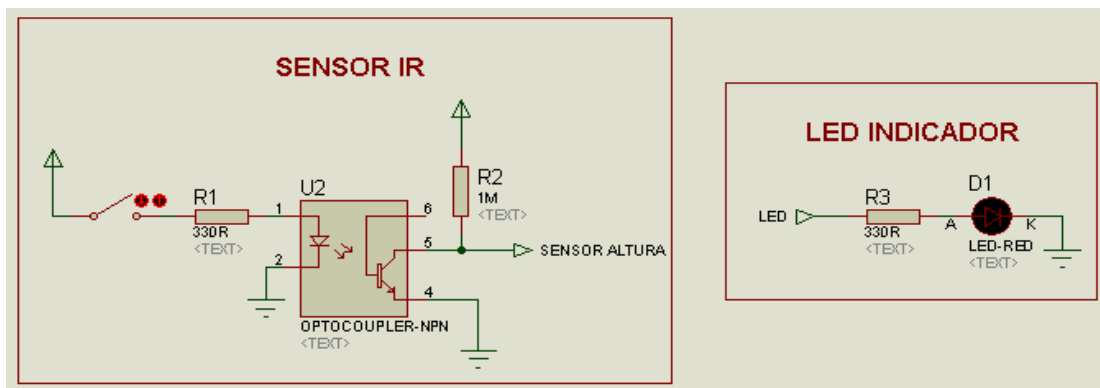 SENSOR IR
R1
330R
<TEXT>
U2
1
2
6
5
4
OPTOCOUPLER-NPN
<TEXT>
R2
1M
<TEXT>
SENSOR ALTURA
LED INDICADOR
LED
R3
330R
<TEXT>
A
D1
K
LED-RED
<TEXT>